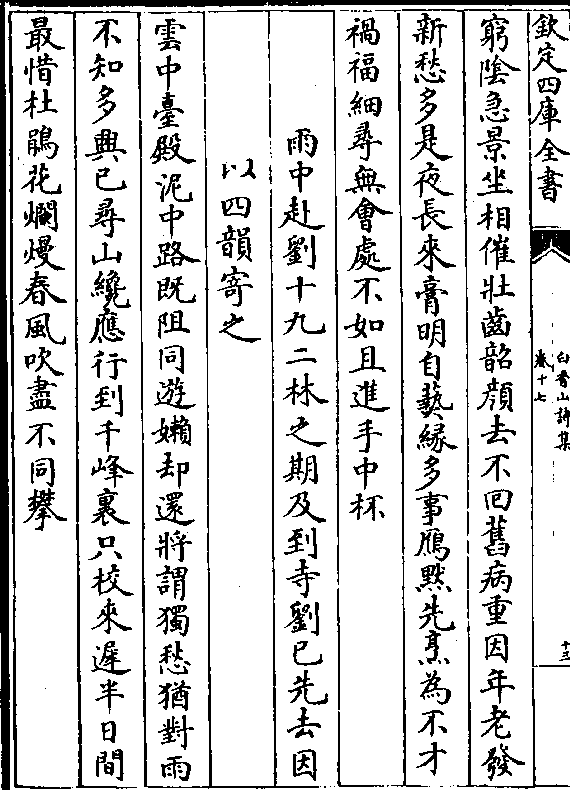 欽定四庫全書
白香山詩集
卷十七
十三
窮陰急景坐相催壯齒韶顏去不回舊病重因年老發
新愁多是夜長來膏明自爇緣多事鴈默先烹為不才
禍福細尋無會處不如且進手中杯
雨中赴劉十九二林之期及到寺劉已先去因
以四韻寄之
雲中臺殿泥中路既阻同遊嬾却還將謂獨愁猶對雨
不知多興已尋山纔應行到千峰裏只校來遲半日間
最惜杜鵑花爛熳春風吹盡不同攀